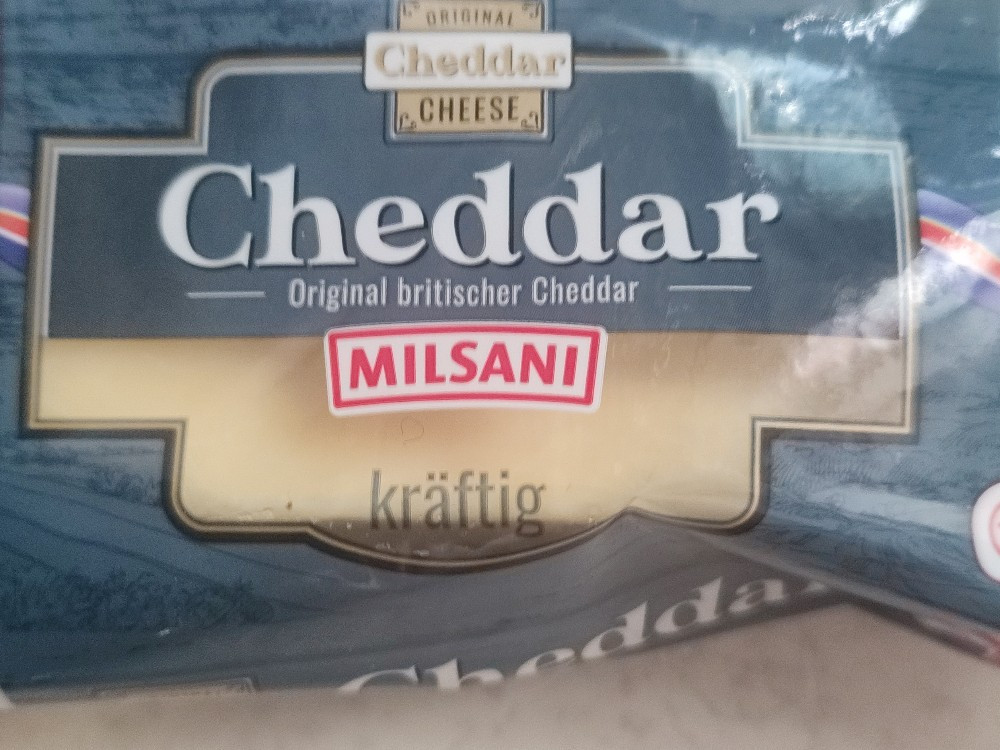 ORIGINAL
Cheddar
CHEESE
Cheddar
Original britischer Cheddar
MILSANI
kräftig
Cheddar